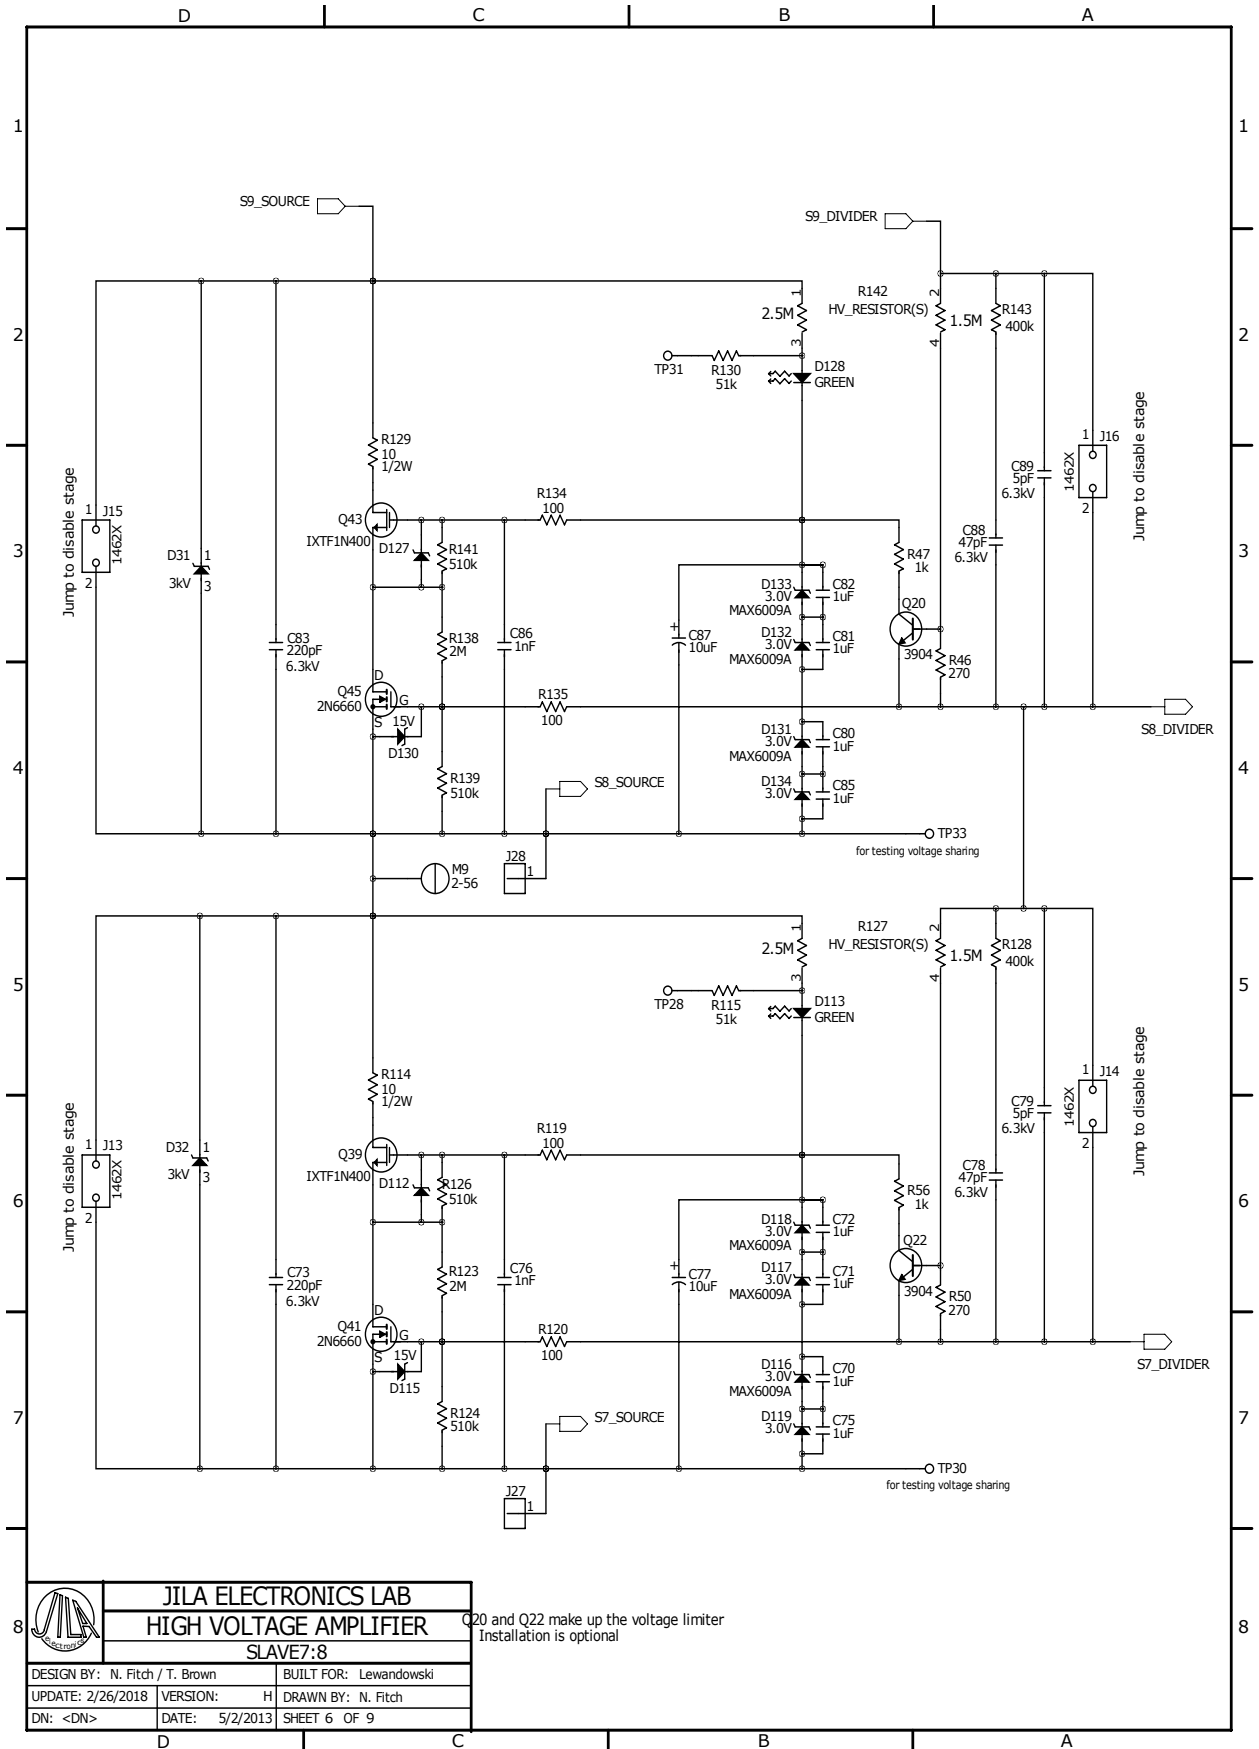 D
C
B
A
1
1
S9_SOURCE
S9_DIVIDER
2
2
1
2.5M
3
R142
HV_RESISTOR(S)
2
1.5M
4
R143
400k
TP31
R130
51k
D128
GREEN
Jump to disable stage
1
J16
1462X
2
R129
10
1/2W
C89
5pF
6.3kV
Jump to disable stage
1
J15
1462X
2
3
3
D31
1
3kV
3
Q43
IXTF1N400
D127
R141
510k
R134
100
C88
47pF
6.3kV
R47
1k
D133
3.0V
MAX6009A
C82
1uF
Q20
3904
C83
220pF
6.3kV
R138
2M
C86
1nF
+
C87
10uF
D132
3.0V
MAX6009A
C81
1uF
R46
270
D
Q45
2N6660
G
S
15V
D130
R135
100
S8_DIVIDER
D131
3.0V
MAX6009A
C80
1uF
4
4
R139
510k
S8_SOURCE
D134
3.0V
C85
1uF
TP33
for testing voltage sharing
M9
2-56
J28
1
1
2.5M
3
R127
HV_RESISTOR(S)
2
1.5M
4
R128
400k
5
5
TP28
R115
51k
D113
GREEN
Jump to disable stage
1
J14
1462X
2
R114
10
1/2W
C79
5pF
6.3kV
Jump to disable stage
1
J13
1462X
2
6
6
D32
1
3kV
3
Q39
IXTF1N400
D112
R126
510k
R119
100
C78
47pF
6.3kV
R56
1k
D118
3.0V
MAX6009A
C72
1uF
Q22
3904
C73
220pF
6.3kV
R123
2M
C76
1nF
+
C77
10uF
D117
3.0V
MAX6009A
C71
1uF
R50
270
D
Q41
2N6660
G
S
15V
D115
R120
100
S7_DIVIDER
D116
3.0V
MAX6009A
C70
1uF
7
7
R124
510k
S7_SOURCE
D119
3.0V
C75
1uF
TP30
for testing voltage sharing
J27
1
8
8
JILA
electronics
JILA ELECTRONICS LAB
HIGH VOLTAGE AMPLIFIER
SLAVE7:8
Q20 and Q22 make up the voltage limiter
Installation is optional
DESIGN BY: N. Fitch / T. Brown
BUILT FOR: Lewandowski
UPDATE: 2/26/2018
VERSION: H
DRAWN BY: N. Fitch
DN: <DN>
DATE: 5/2/2013
SHEET 6 OF 9
D
C
B
A